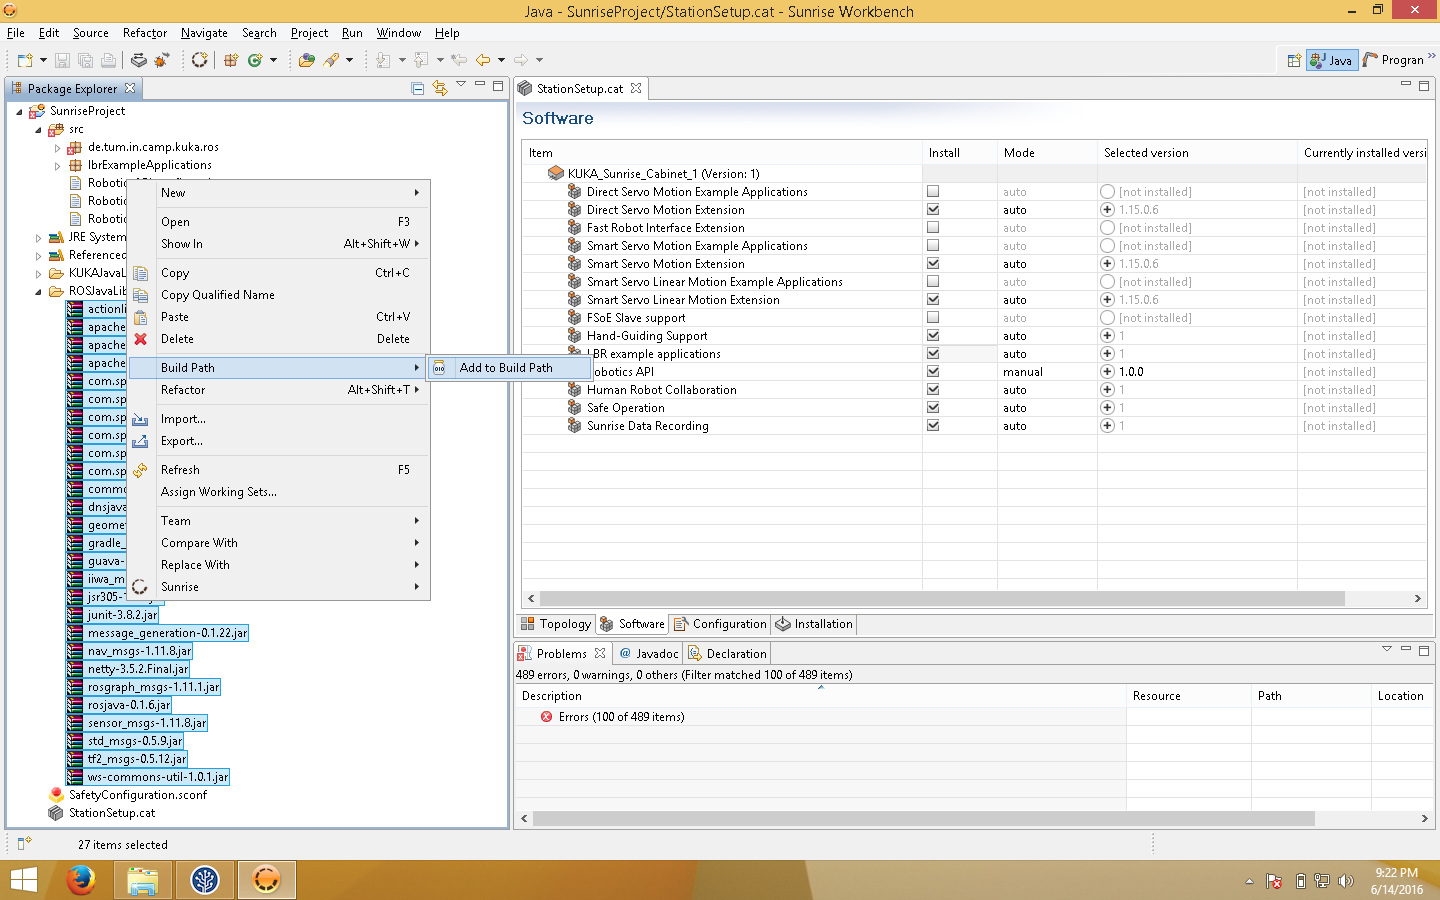 Java - SunriseProject/StationSetup.cat - Sunrise Workbench
File Edit Source Refactor Navigate Search Project Run Window Help
Java Progran
Package Explorer
SunriseProject
src
de.tum.in.camp.kuka.ros
lbrExampleApplications
Robotic
Robotic
Robotic
JRE System
Referenced
KUKAJavaL
ROSJavaLib
actionli
apache
apache
apache
com.sp
com.sp
com.sp
com.sp
com.sp
com.sp
commo
dnsjava
geomet
gradle_
guava-
iiwa_m
jsr305-
junit-3.8.2.jar
message_generation-0.1.22.jar
nav_msgs-1.11.8.jar
netty-3.5.2.Final.jar
rosgraph_msgs-1.11.1.jar
rosjava-0.1.6.jar
sensor_msgs-1.11.8.jar
std_msgs-0.5.9.jar
tf2_msgs-0.5.12.jar
ws-commons-util-1.0.1.jar
SafetyConfiguration.sconf
StationSetup.cat
New
Open F3
Show In Alt+Shift+W
Copy Ctrl+C
Copy Qualified Name
Paste Ctrl+V
Delete Delete
Build Path
Refactor Alt+Shift+T
Import...
Export...
Refresh F5
Assign Working Sets...
Team
Compare With
Replace With
Sunrise
Add to Build Path
StationSetup.cat
Software
Item Install Mode Selected version Currently installed versi
KUKA_Sunrise_Cabinet_1 (Version: 1)
Direct Servo Motion Example Applications auto [not installed] [not installed]
Direct Servo Motion Extension auto 1.15.0.6 [not installed]
Fast Robot Interface Extension auto [not installed] [not installed]
Smart Servo Motion Example Applications auto [not installed] [not installed]
Smart Servo Motion Extension auto 1.15.0.6 [not installed]
Smart Servo Linear Motion Example Applications auto [not installed] [not installed]
Smart Servo Linear Motion Extension auto 1.15.0.6 [not installed]
FSoE Slave support auto [not installed] [not installed]
Hand-Guiding Support auto 1 [not installed]
LBR example applications auto 1 [not installed]
obotics API manual 1.0.0 [not installed]
Human Robot Collaboration auto 1 [not installed]
Safe Operation auto 1 [not installed]
Sunrise Data Recording auto 1 [not installed]
Topology Software Configuration Installation
Problems Javadoc Declaration
489 errors, 0 warnings, 0 others (Filter matched 100 of 489 items)
Description Resource Path Location
Errors (100 of 489 items)
27 items selected
9:22 PM
6/14/2016